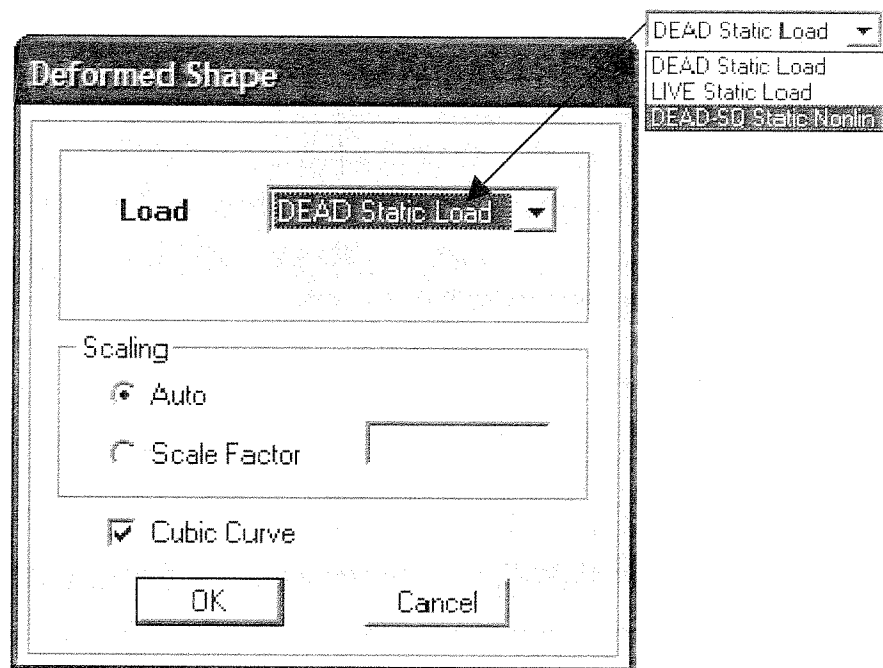 DEAD Static Load
DEAD Static Load
LIVE Static Load
DEAD-SQ Static Nonlin
Deformed Shape
Load
DEAD Static Load
Scaling
Auto
Scale Factor
Cubic Curve
OK
Cancel